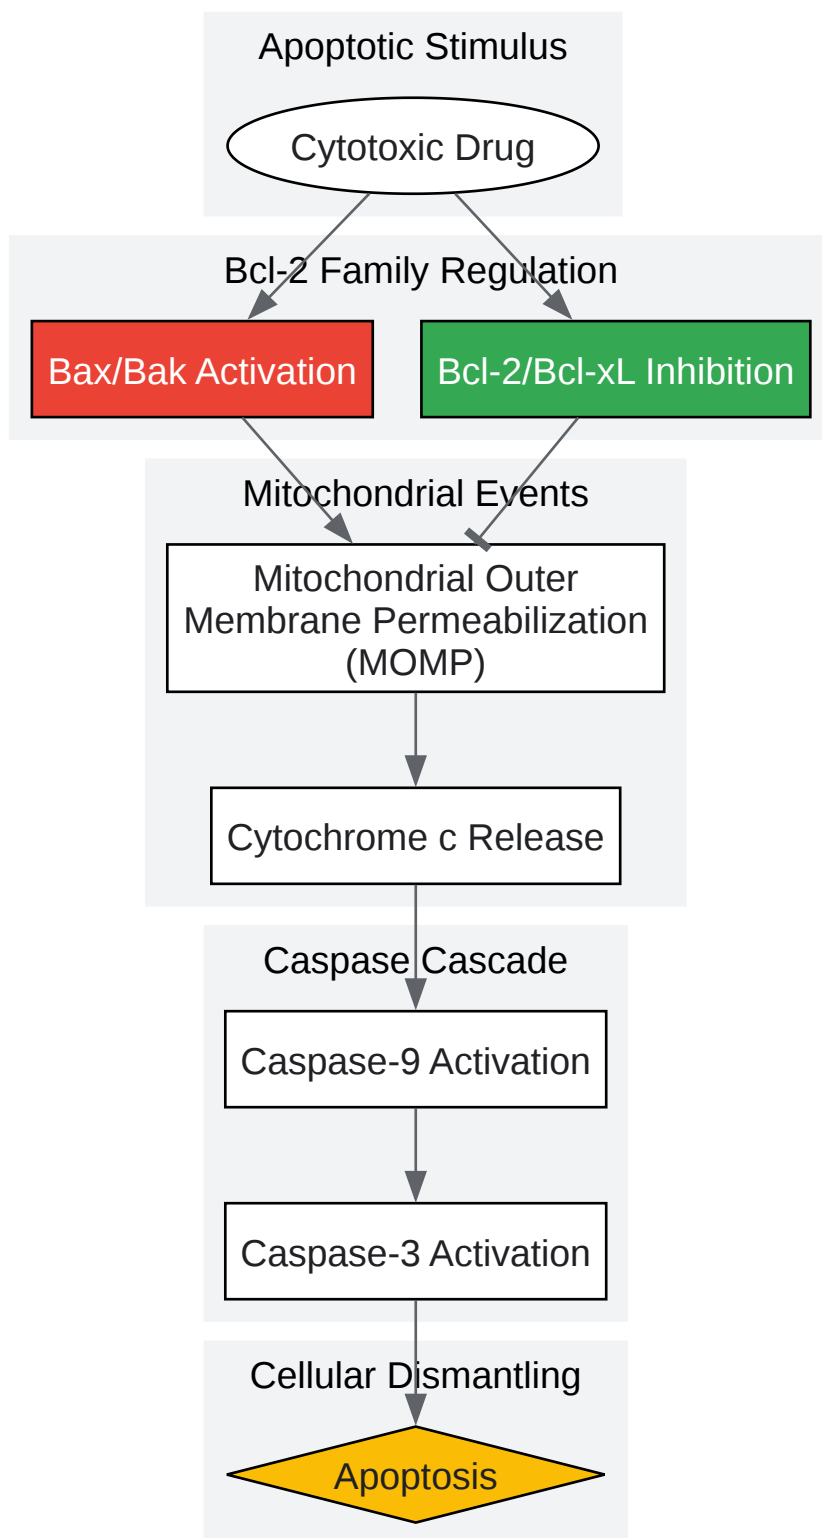 Apoptotic Stimulus
Cytotoxic Drug
Bcl-2 Family Regulation
Bax/Bak Activation
Bcl-2/Bcl-xL Inhibition
Mitochondrial Events
Mitochondrial Outer
Membrane Permeabilization
(MOMP)
Cytochrome c Release
Caspase Cascade
Caspase-9 Activation
Caspase-3 Activation
Cellular Dismantling
Apoptosis